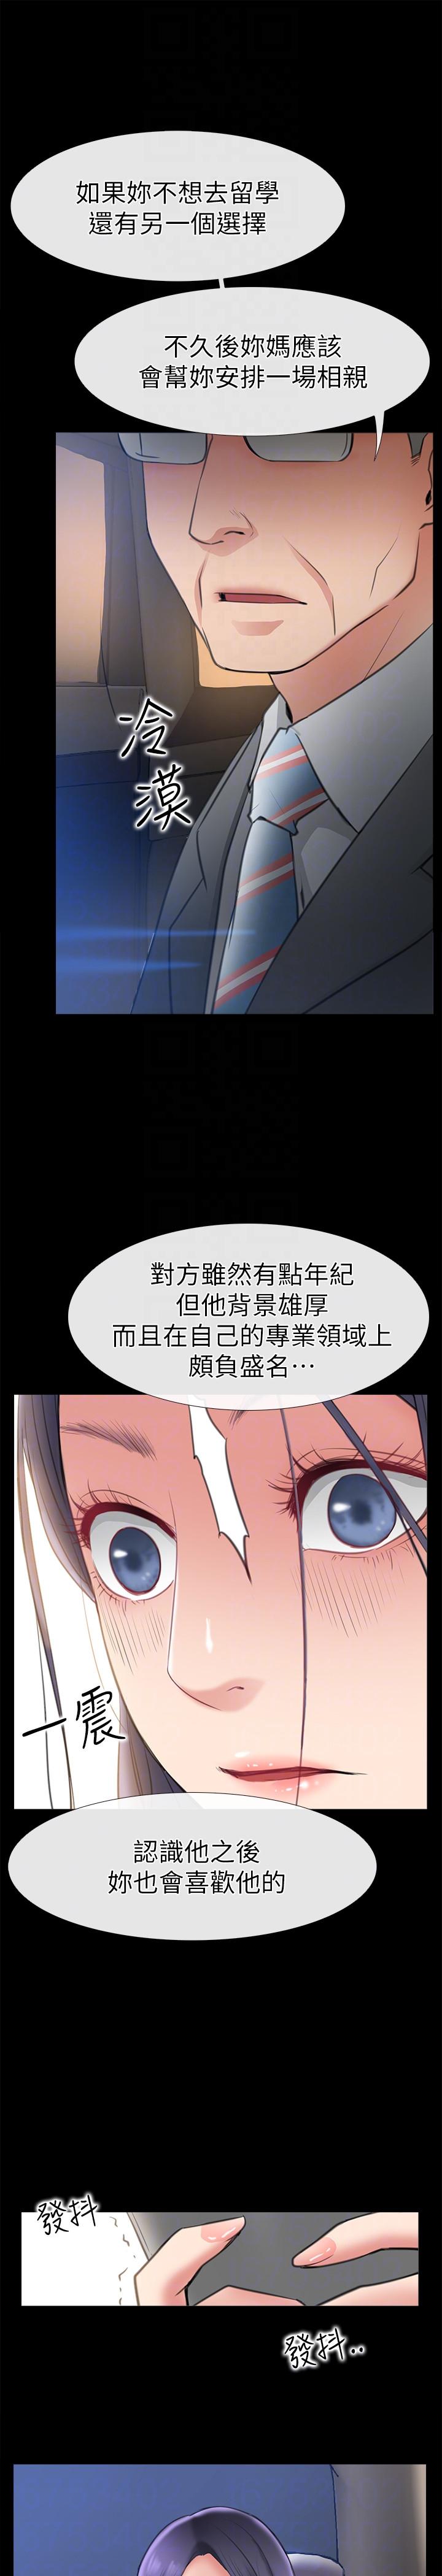 如果妳不想去留學
還有另一個選擇
不久後妳媽應該
會幫妳安排一場相親
冷
漠
對方雖然有點年紀
但他背景雄厚
而且在自己的專業領域上
頗負盛名⋯
一震
認識他之後
妳也會喜歡他的
發抖
發抖..